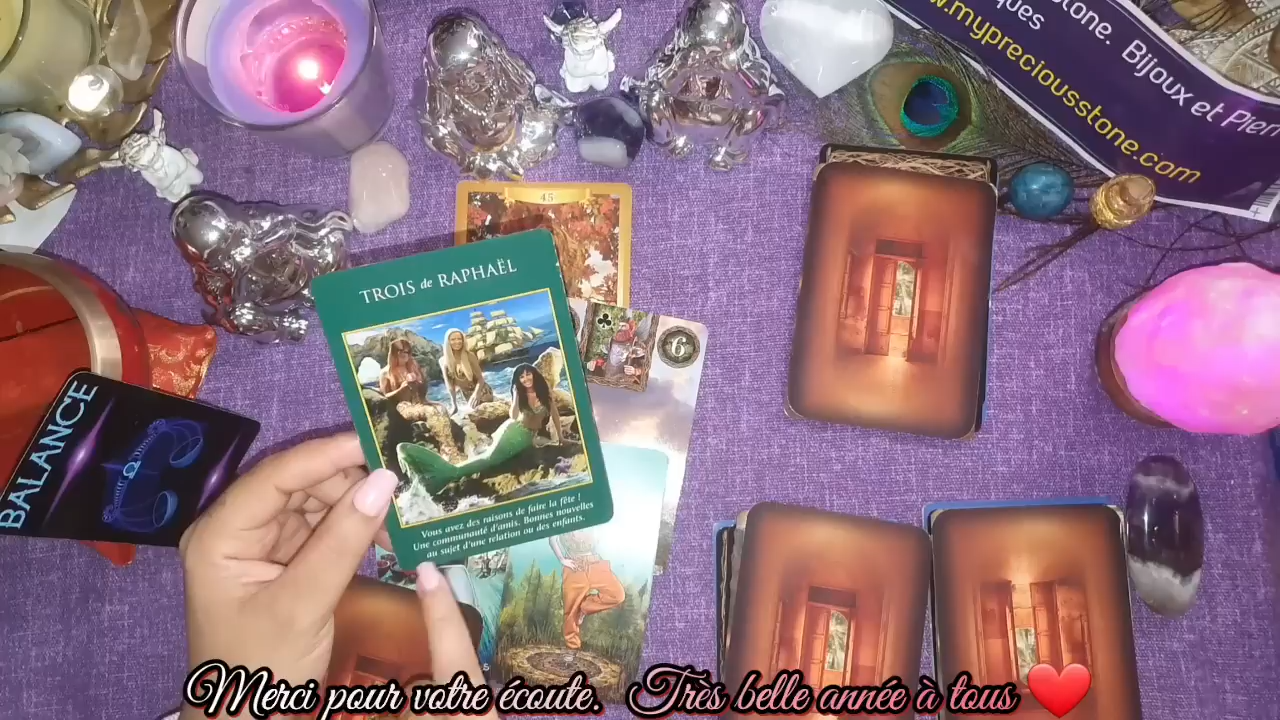 Stone. Bijoux et Pier
ques
w.mypreciousstone.com
45
TROIS de RAPHAËL
6
BALANCE
Vous avez des raisons de faire la fête !
Une communauté d'amis. Bonnes nouvelles
au sujet d'une relation ou des enfants.
Merci pour votre écoute. Très belle année à tous ❤